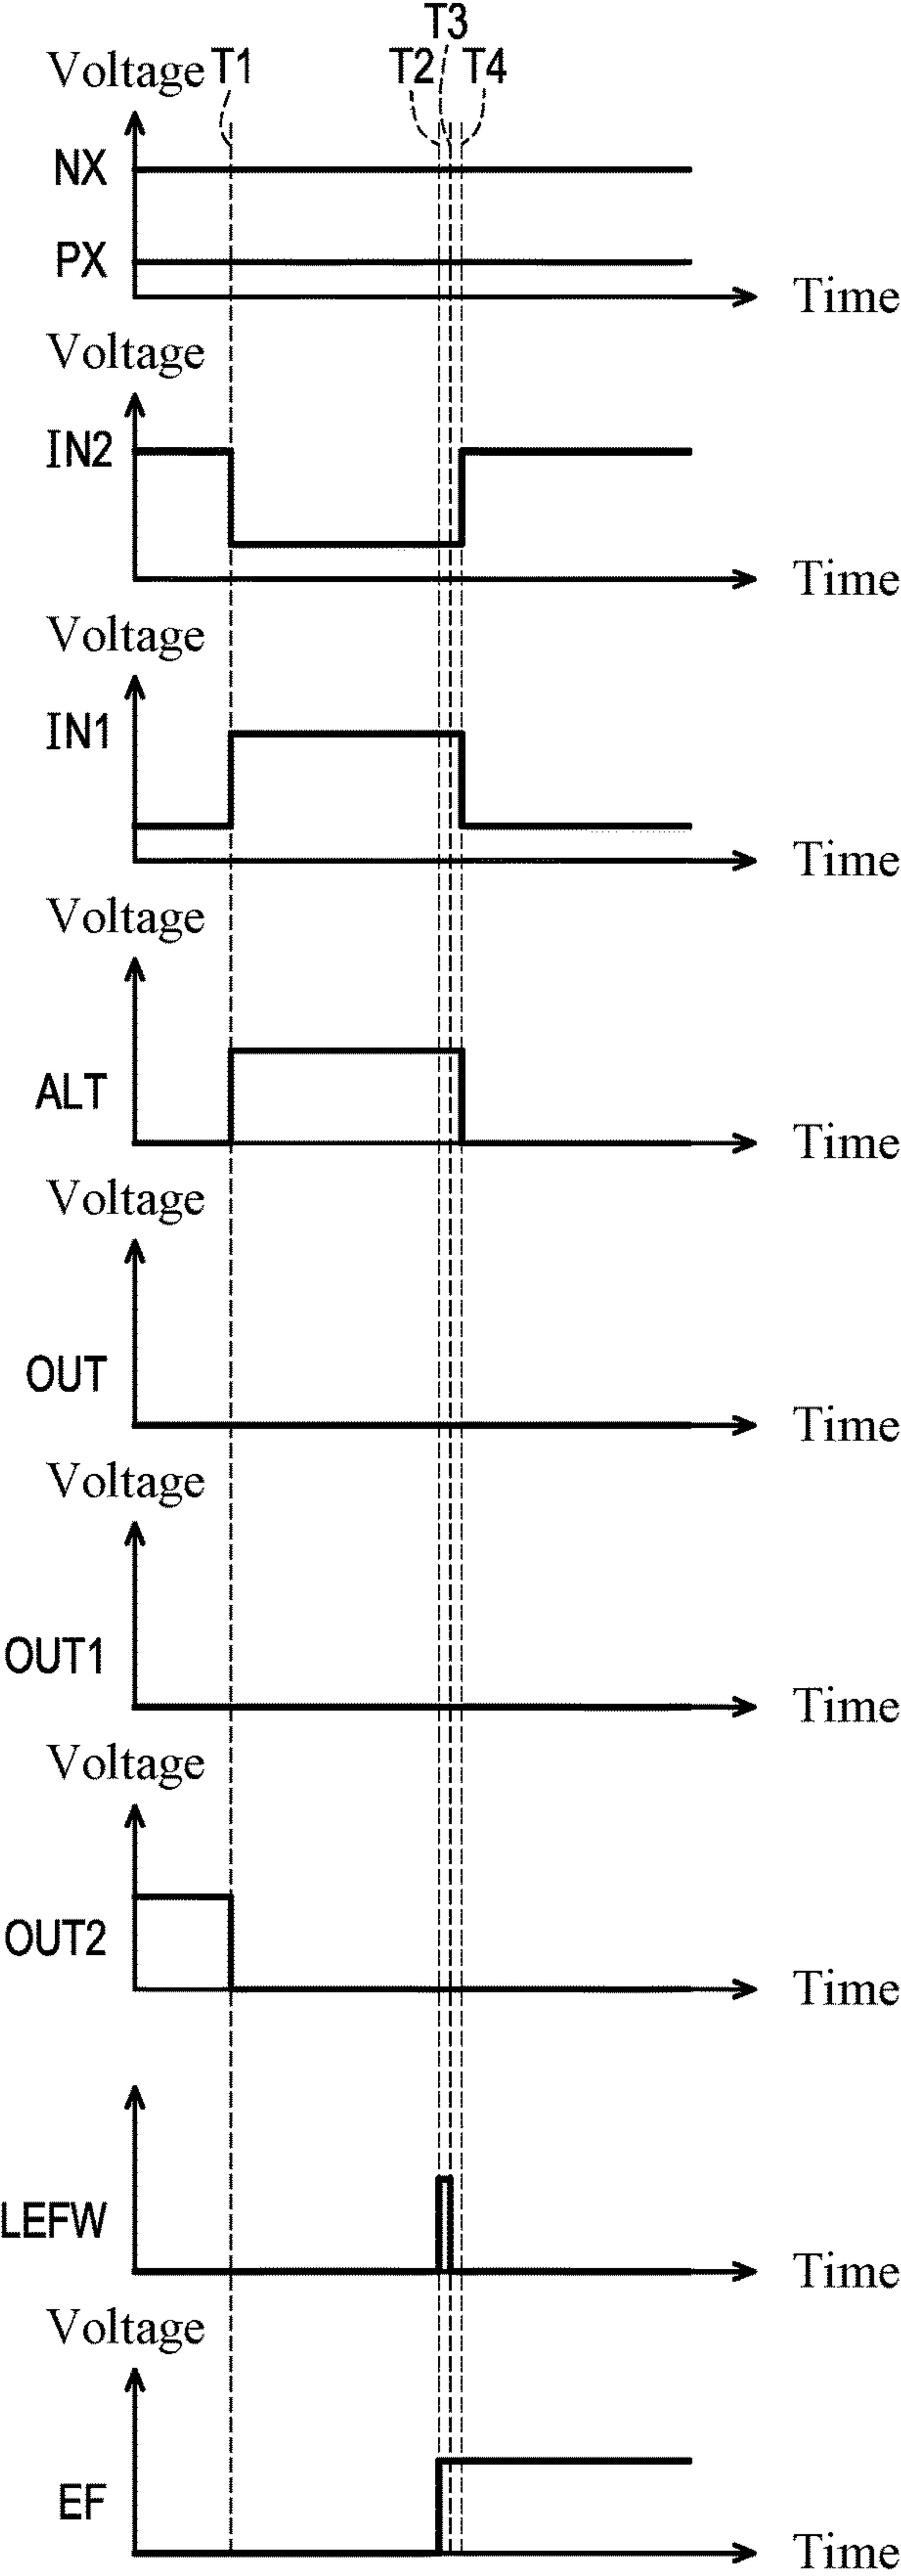 T3
Voltage T1 T2 T4
NX
PX
Time
Voltage
IN2
Time
Voltage
IN1
Time
Voltage
ALT
Time
Voltage
OUT
Time
Voltage
OUT1
Time
Voltage
OUT2
Time
LEFW
Time
Voltage
EF
Time